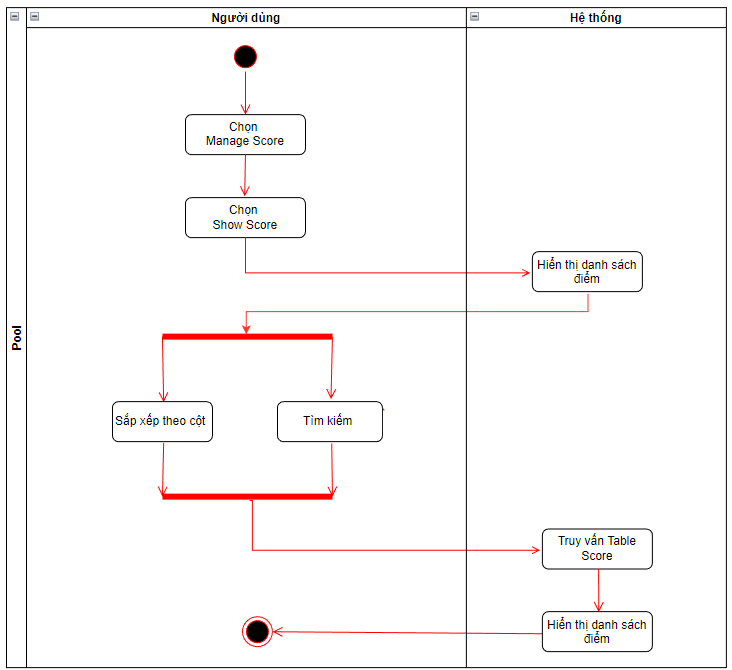 Người dùng
Hệ thống
Pool
Chọn
Manage Score
Chọn
Show Score
Hiển thị danh sách
điểm
Sắp xếp theo cột
Tìm kiếm
Truy vấn Table
Score
Hiển thị danh sách
điểm